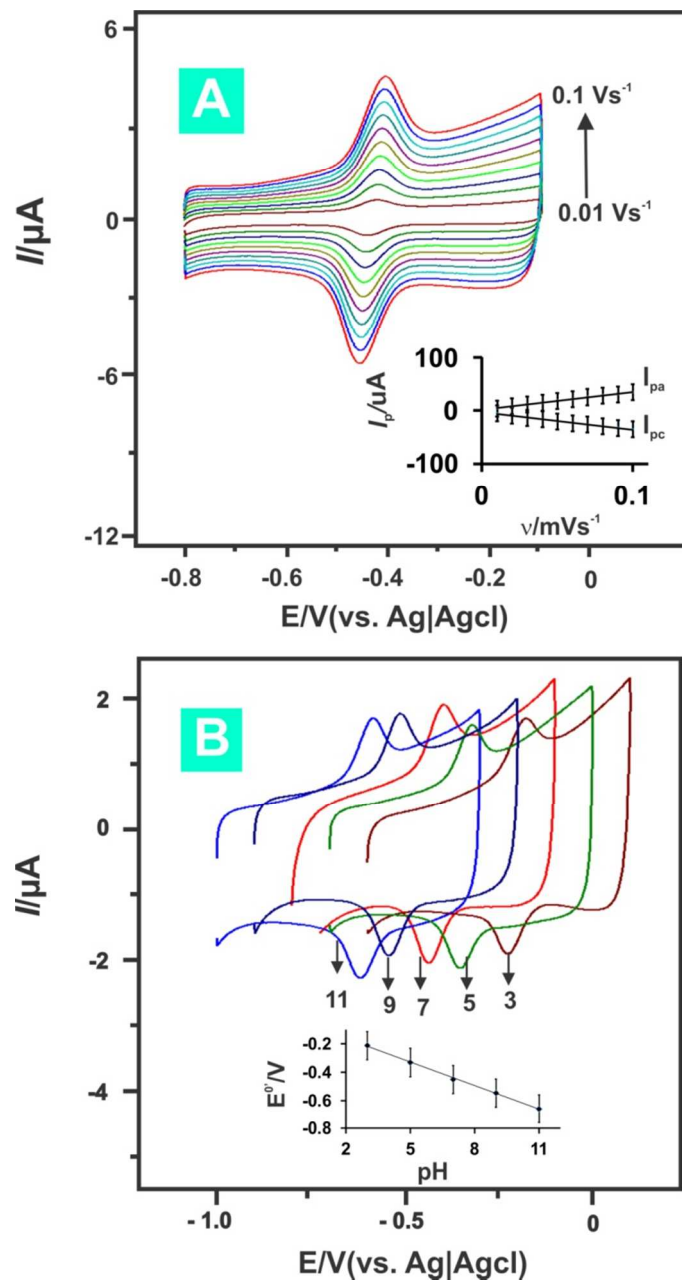 A
6
0
-6
-12
I/µA
0.1 Vs⁻¹
0.01 Vs⁻¹
100
0
-100
Iₚ/uA
Iₚₐ
I_pc
0
0.1
ν/mVs⁻¹
-0.8
-0.6
-0.4
-0.2
0
E/V(vs. Ag|Agcl)
B
2
0
-2
-4
I/µA
11
9
7
5
3
-0.2
-0.4
-0.6
-0.8
E⁰'/V
2
5
8
11
pH
- 1.0
- 0.5
0
E/V(vs. Ag|Agcl)